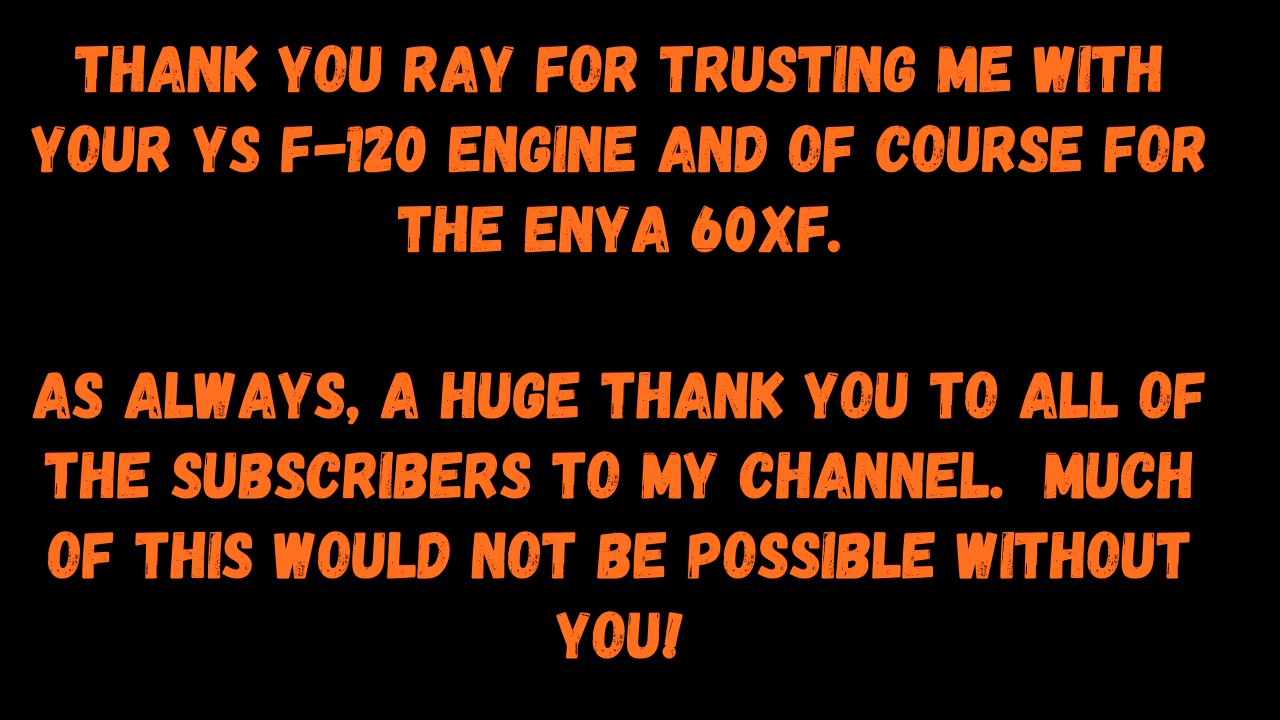 THANK YOU RAY FOR TRUSTING ME WITH
YOUR YS F-120 ENGINE AND OF COURSE FOR
THE ENYA 60XF.
AS ALWAYS, A HUGE THANK YOU TO ALL OF
THE SUBSCRIBERS TO MY CHANNEL.  MUCH
OF THIS WOULD NOT BE POSSIBLE WITHOUT
YOU!